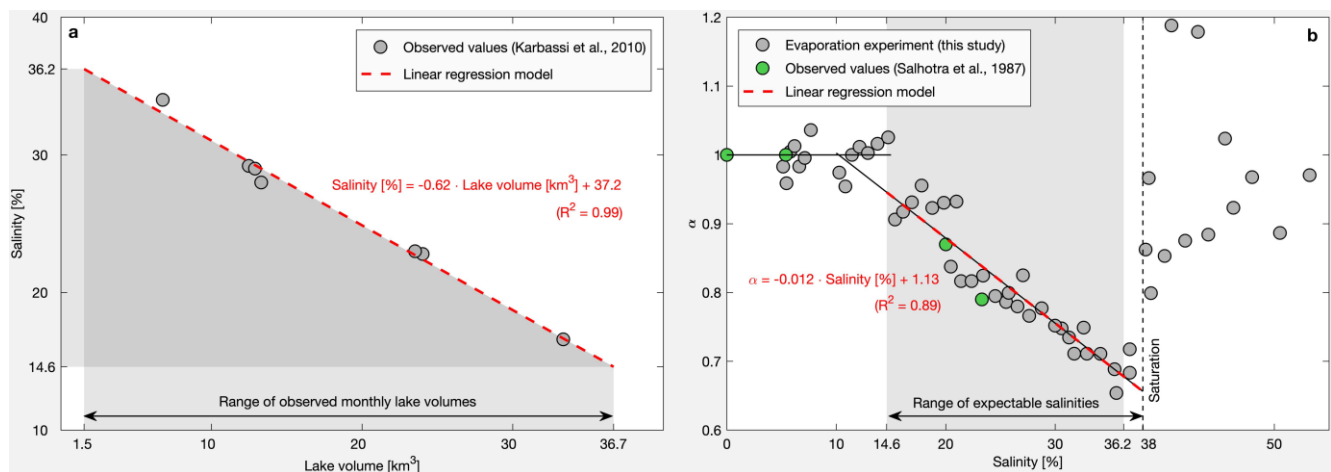 a
Observed values (Karbassi et al., 2010)
Linear regression model
Salinity [%] = -0.62 · Lake volume [km³] + 37.2
(R² = 0.99)
Range of observed monthly lake volumes
40
36.2
30
20
14.6
10
Salinity [%]
1.5 10 20 30 36.7
Lake volume [km³]
b
Evaporation experiment (this study)
Observed values (Salhotra et al., 1987)
Linear regression model
α = -0.012 · Salinity [%] + 1.13
(R² = 0.89)
Range of expectable salinities
Saturation
1.2
1.1
1
0.9
0.8
0.7
0.6
α
0 10 14.6 20 30 36.2 38 50
Salinity [%]